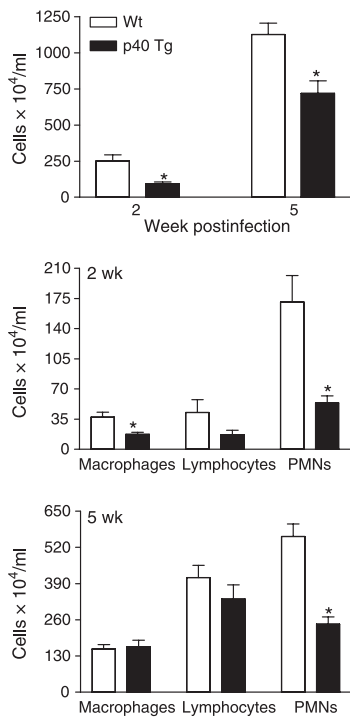 1250
Wt
p40 Tg
1000
750
500
250
0
Cells × 10⁴/ml
*
*
2
5
Week postinfection
210
2 wk
175
140
105
70
35
0
Cells × 10⁴/ml
*
*
Macrophages Lymphocytes PMNs
650
5 wk
520
390
260
130
0
Cells × 10⁴/ml
*
Macrophages Lymphocytes PMNs